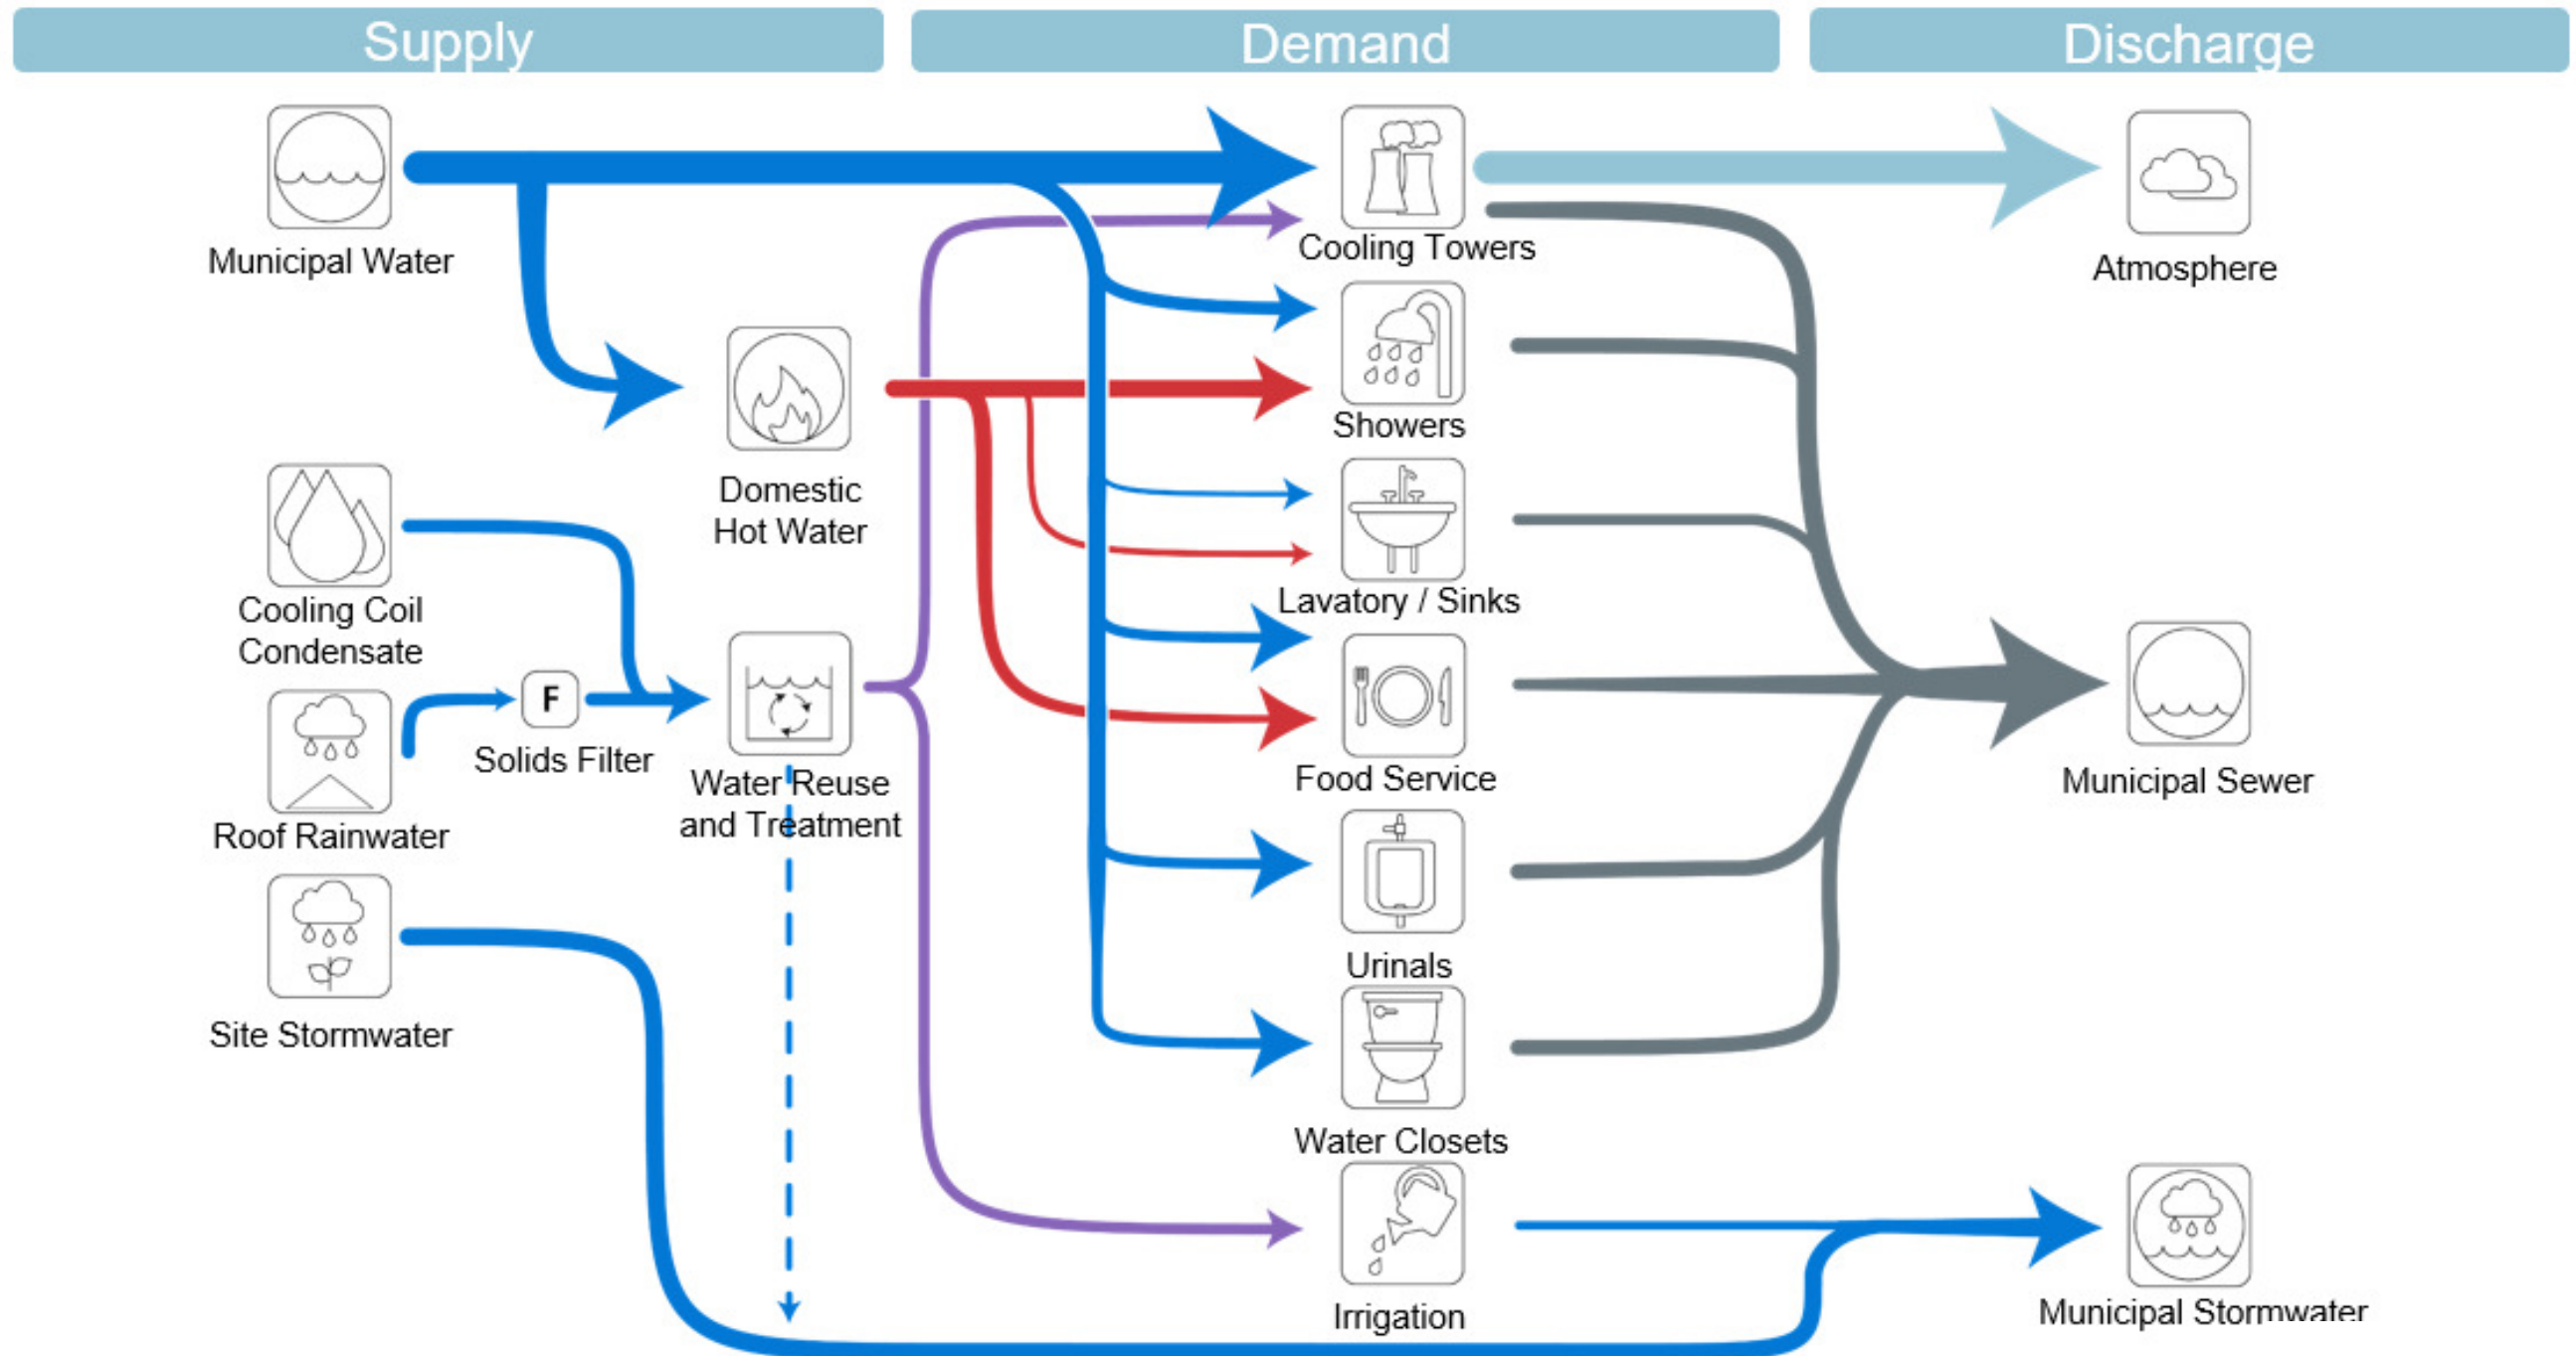 Supply
Demand
Discharge
Municipal Water
Cooling Towers
Atmosphere
Showers
Domestic
Hot Water
Cooling Coil
Condensate
Lavatory / Sinks
F
Solids Filter
Water Reuse
and Treatment
Food Service
Municipal Sewer
Roof Rainwater
Urinals
Site Stormwater
Water Closets
Irrigation
Municipal Stormwater